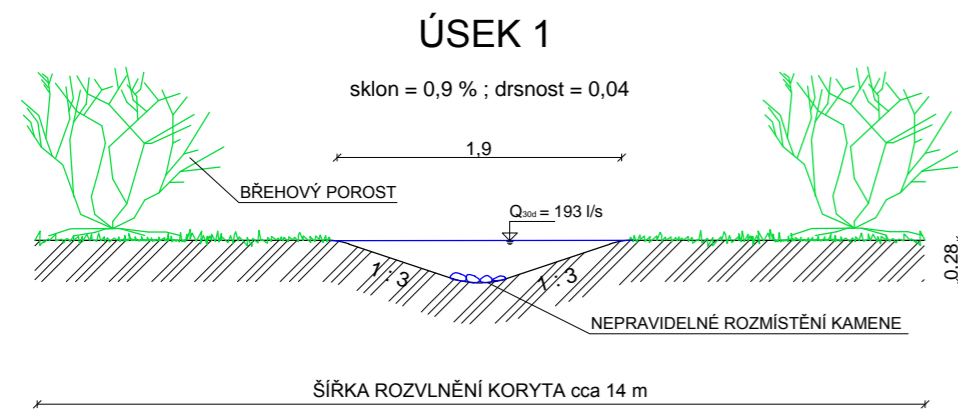 ÚSEK 1
sklon = 0,9 % ; drsnost = 0,04
1,9
BŘEHOVÝ POROST
Q30d = 193 l/s
1 : 3
1 : 3
0,28
NEPRAVIDELNÉ ROZMÍSTĚNÍ KAMENE
ŠÍŘKA ROZVLNĚNÍ KORYTA cca 14 m